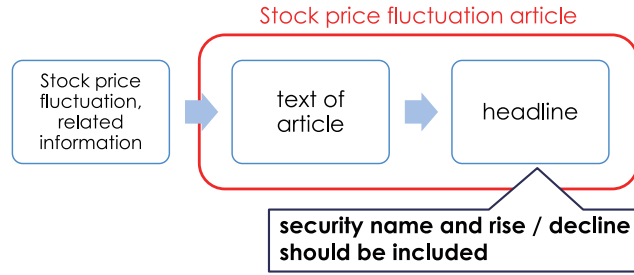 Stock price fluctuation article
Stock price
fluctuation,
related
information
text of
article
headline
security name and rise / decline
should be included